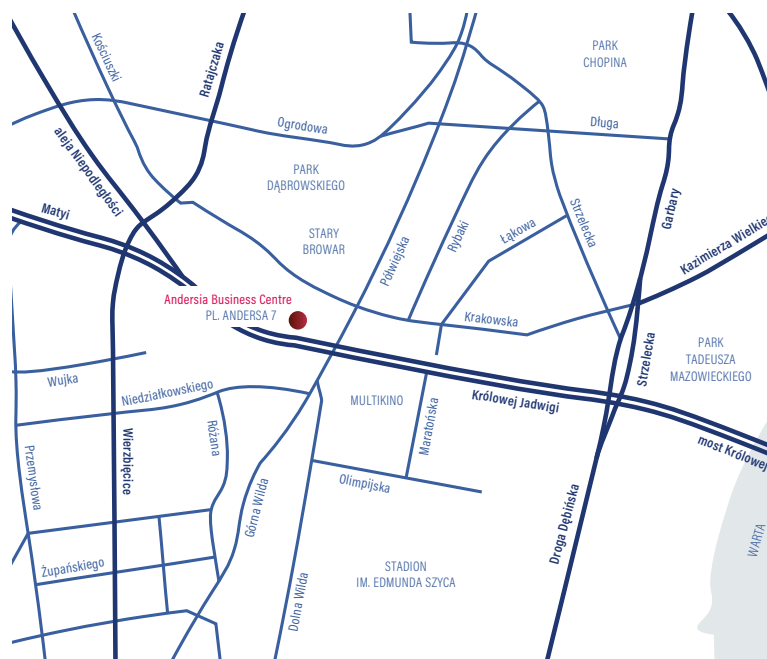 Kościuszki
Ratajczaka
PARK
CHOPINA
aleja Niepodległości
Ogrodowa
Długa
PARK
DĄBROWSKIEGO
Matyi
STARY
BROWAR
Półwiejska
Rybaki
Łąkowa
Strzelecka
Garbary
Kazimierza Wielkie
Andersia Business Centre
PL. ANDERSA 7
Krakowska
Strzelecka
PARK
TADEUSZA
MAZOWIECKIEGO
Wujka
Niedziałkowskiego
MULTIKINO
Maratońska
Królowej Jadwigi
Przemysłowa
Wierzbięcice
Różana
most Królowej
Górna Wilda
Olimpijska
Droga Dębińska
WARTA
Żupańskiego
STADION
IM. EDMUNDA SZYCA
Dolna Wilda